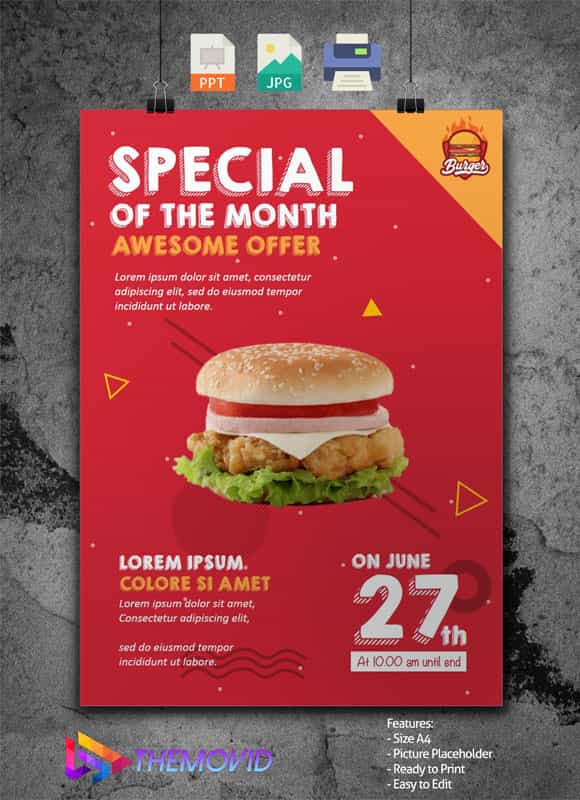 PPT
JPG
Burger
SPECIAL
OF THE MONTH
AWESOME OFFER
Lorem ipsum dolor sit amet, consectetur
adipiscing elit, sed do eiusmod tempor
incididunt ut labore.
LOREM IPSUM.
COLORE SI AMET
Lorem ipsum dolor sit amet,
Consectetur adipiscing elit,
sed do eiusmod tempor
incididunt ut labore.
ON JUNE
27th
At 10.00 am until end
THEMOVID
Features:
- Size A4
- Picture Placeholder
- Ready to Print
- Easy to Edit